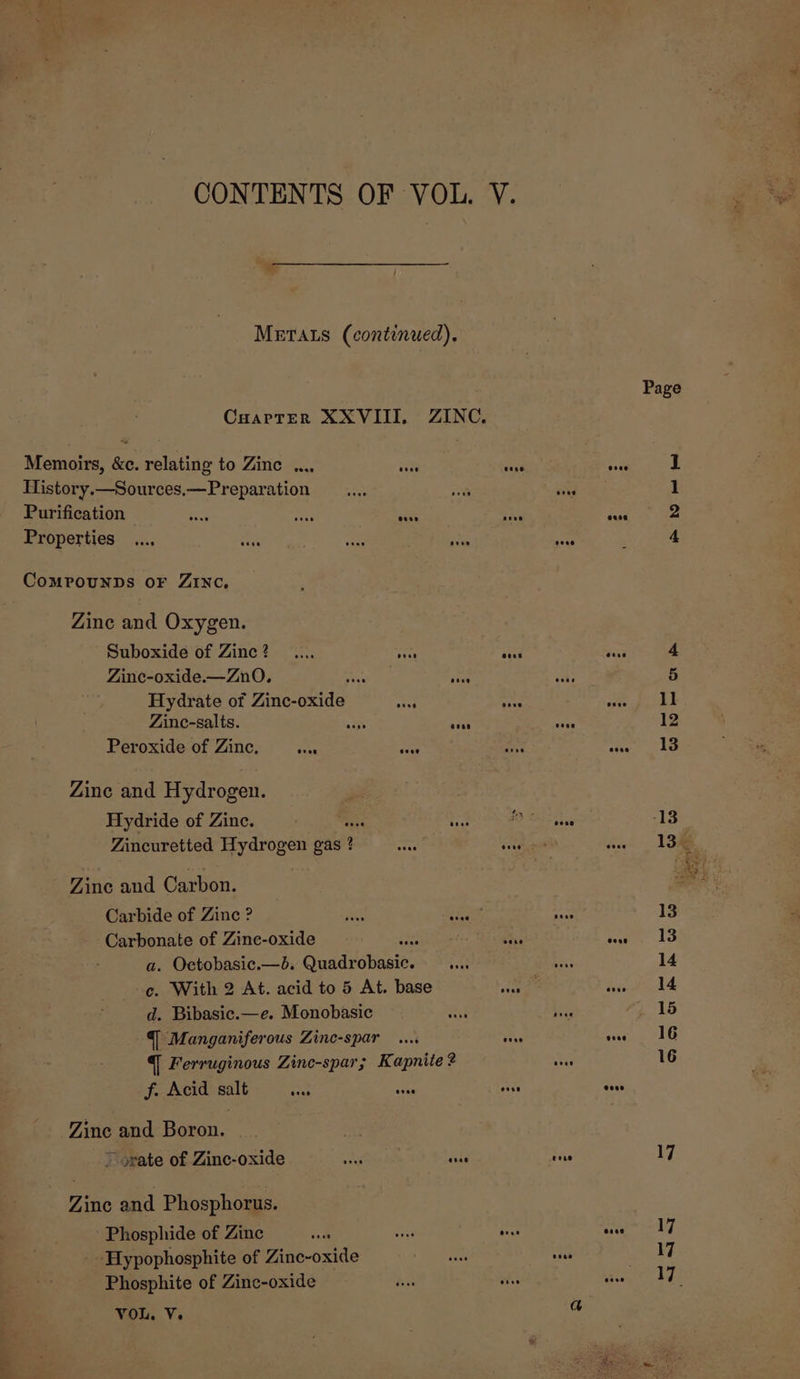 CONTENTS OF VOL. V.
METALS (continued).
Page
CHAPTER XXVIII. ZINC.
Memoirs, &c. relating to Zinc .... .... .... .... 1
History.—Sources.—Preparation .... .... .... 1
Purification .... .... .... .... .... 2
Properties .... .... .... .... .... 4
COMPOUNDS OF ZINC.
Zinc and Oxygen.
Suboxide of Zinc? .... .... .... .... 4
Zinc-oxide.—ZnO. .... .... .... 5
Hydrate of Zinc-oxide .... .... .... 11
Zinc-salts. .... .... .... 12
Peroxide of Zinc. .... .... .... .... 13
Zinc and Hydrogen.
Hydride of Zinc. .... .... .... 13
Zincuretted Hydrogen gas? .... .... .... 13
Zinc and Carbon.
Carbide of Zinc? .... .... .... 13
Carbonate of Zinc-oxide .... .... .... 13
a. Octobasic.—b. Quadrobasic. .... .... 14
c. With 2 At. acid to 5 At. base .... .... 14
d. Bibasic.—e. Monobasic .... .... 15
¶ Manganiferous Zinc-spar .... .... .... 16
¶ Ferruginous Zinc-spar; Kapnite? .... 16
f. Acid salt .... .... .... ....
Zinc and Boron.
orate of Zinc-oxide .... .... .... 17
Zinc and Phosphorus.
Phosphide of Zinc .... .... .... .... 17
Hypophosphite of Zinc-oxide .... .... 17
Phosphite of Zinc-oxide .... .... .... 17
VOL. V. a